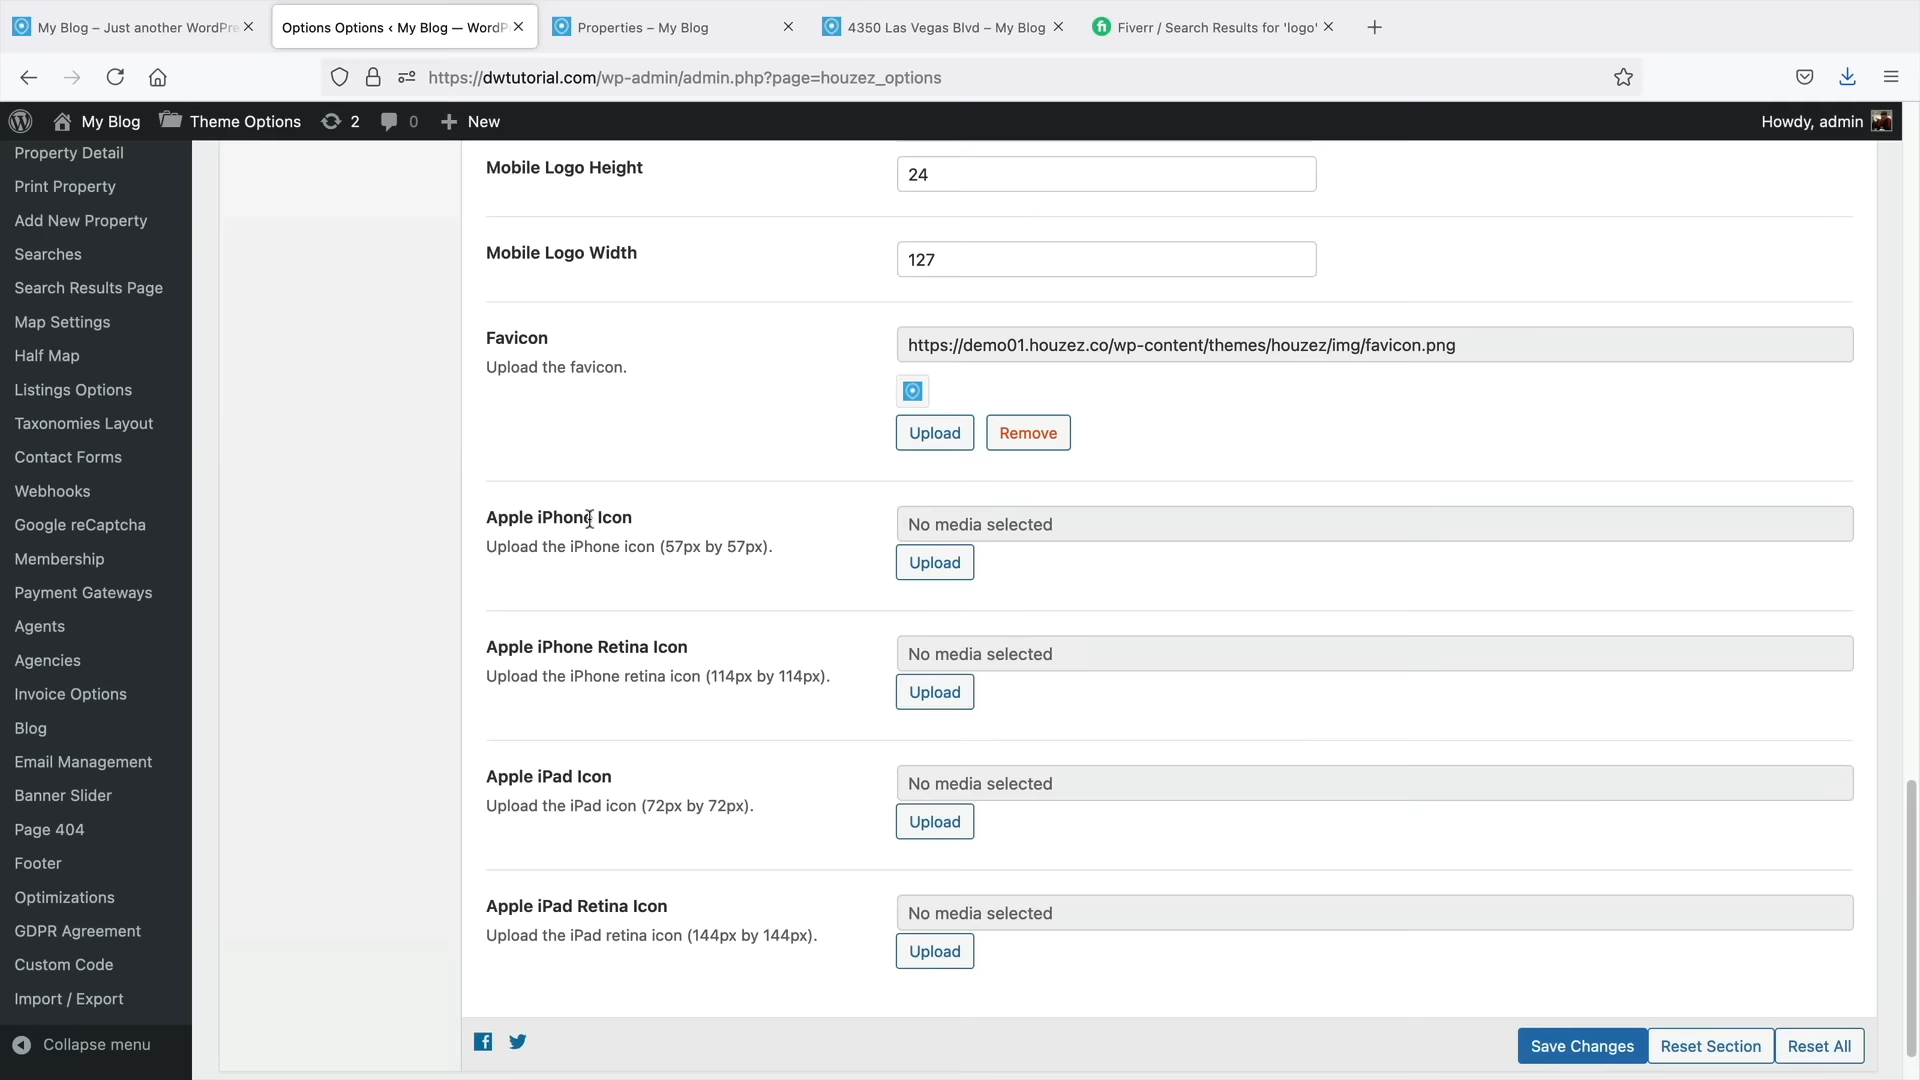 My Blog – Just another WordPre
Options Options ‹ My Blog — WordP
Properties – My Blog
4350 Las Vegas Blvd – My Blog
Fiverr / Search Results for 'logo'
https://dwtutorial.com/wp-admin/admin.php?page=houzez_options
My Blog
Theme Options
2
0
New
Howdy, admin
Property Detail
Print Property
Add New Property
Searches
Search Results Page
Map Settings
Half Map
Listings Options
Taxonomies Layout
Contact Forms
Webhooks
Google reCaptcha
Membership
Payment Gateways
Agents
Agencies
Invoice Options
Blog
Email Management
Banner Slider
Page 404
Footer
Optimizations
GDPR Agreement
Custom Code
Import / Export
Collapse menu
Mobile Logo Height
24
Mobile Logo Width
127
Favicon
Upload the favicon.
https://demo01.houzez.co/wp-content/themes/houzez/img/favicon.png
Upload
Remove
Apple iPhone Icon
Upload the iPhone icon (57px by 57px).
No media selected
Upload
Apple iPhone Retina Icon
Upload the iPhone retina icon (114px by 114px).
No media selected
Upload
Apple iPad Icon
Upload the iPad icon (72px by 72px).
No media selected
Upload
Apple iPad Retina Icon
Upload the iPad retina icon (144px by 144px).
No media selected
Upload
Save Changes
Reset Section
Reset All